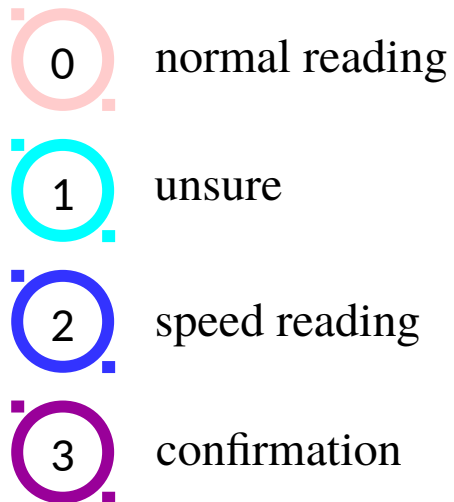 0 normal reading
1 unsure
2 speed reading
3 confirmation